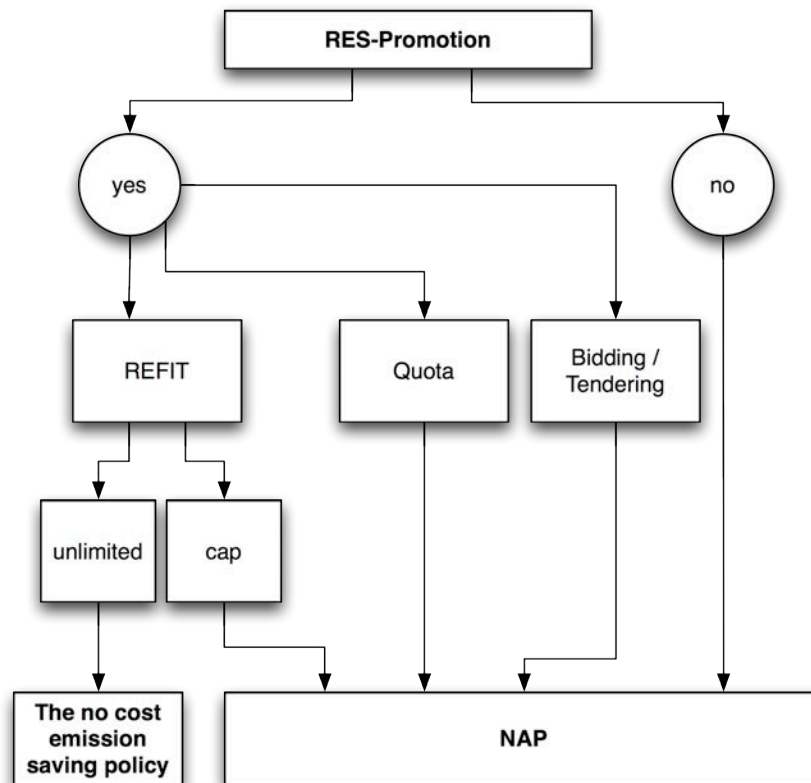 RES-Promotion
yes
no
REFIT
Quota
Bidding /
Tendering
unlimited
cap
The no cost
emission
saving policy
NAP